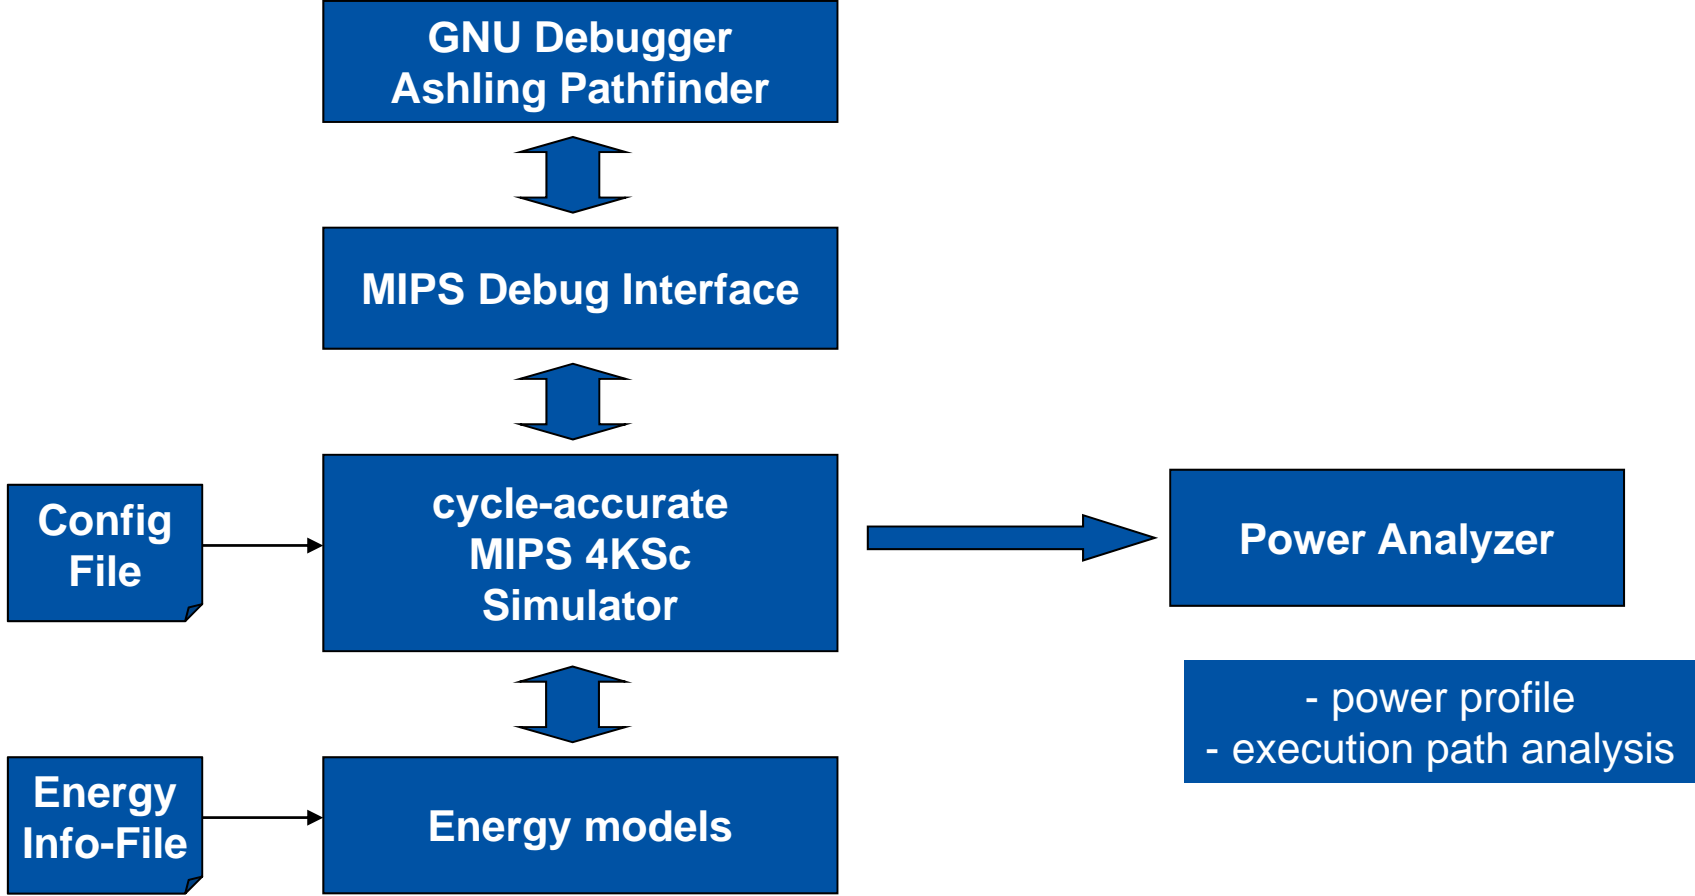 GNU Debugger
Ashling Pathfinder
MIPS Debug Interface
Config
File
cycle-accurate
MIPS 4KSc
Simulator
Power Analyzer
- power profile
- execution path analysis
Energy
Info-File
Energy models